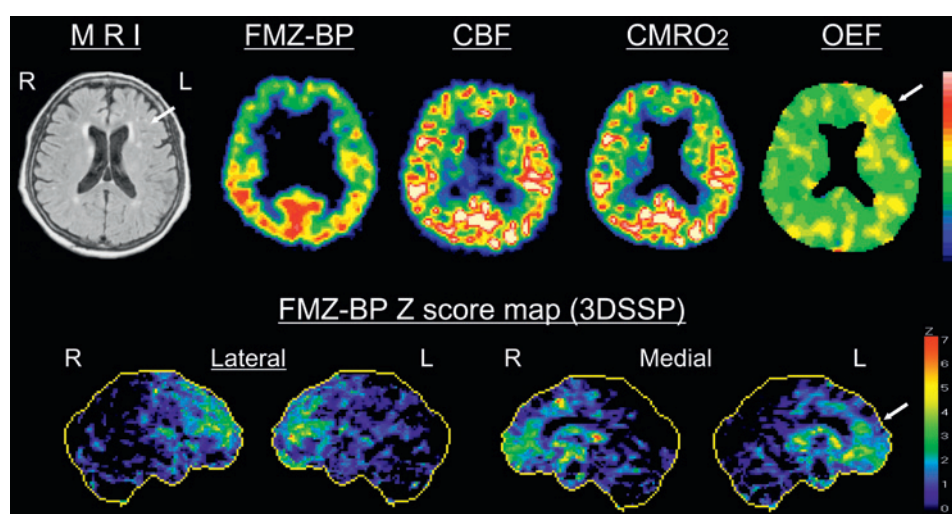 MRI FMZ-BP CBF CMRO2 OEF
R L
FMZ-BP Z score map (3DSSP)
R Lateral L R Medial L
Z
7
6
5
4
3
2
1
0